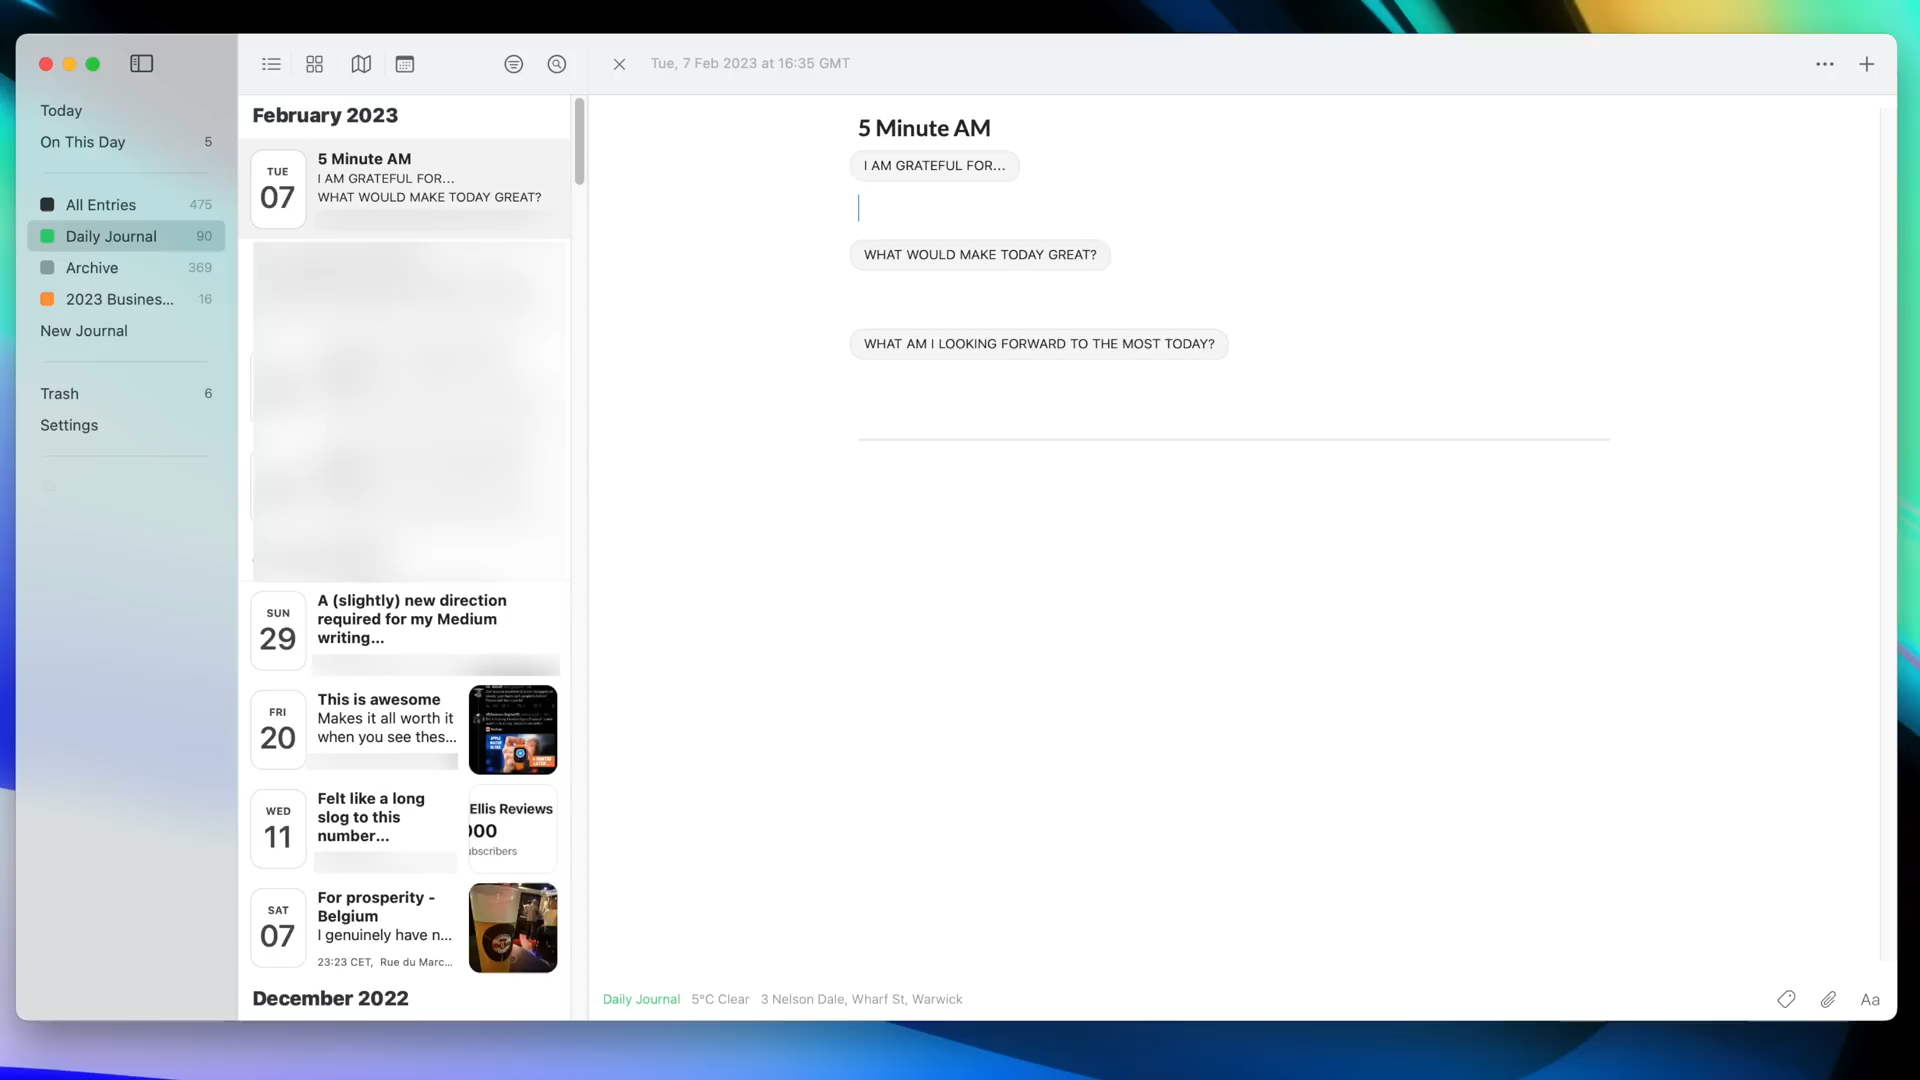 Today
On This Day 5
All Entries 475
Daily Journal 90
Archive 369
2023 Busines... 16
New Journal
Trash 6
Settings
February 2023
TUE
07
5 Minute AM
I AM GRATEFUL FOR...
WHAT WOULD MAKE TODAY GREAT?
SUN
29
A (slightly) new direction
required for my Medium
writing...
FRI
20
This is awesome
Makes it all worth it
when you see thes...
WED
11
Felt like a long
slog to this
number...
Ellis Reviews
000
ubscribers
SAT
07
For prosperity -
Belgium
I genuinely have n...
23:23 CET, Rue du Marc...
December 2022
Tue, 7 Feb 2023 at 16:35 GMT
5 Minute AM
I AM GRATEFUL FOR...
WHAT WOULD MAKE TODAY GREAT?
WHAT AM I LOOKING FORWARD TO THE MOST TODAY?
Daily Journal 5°C Clear 3 Nelson Dale, Wharf St, Warwick
Aa